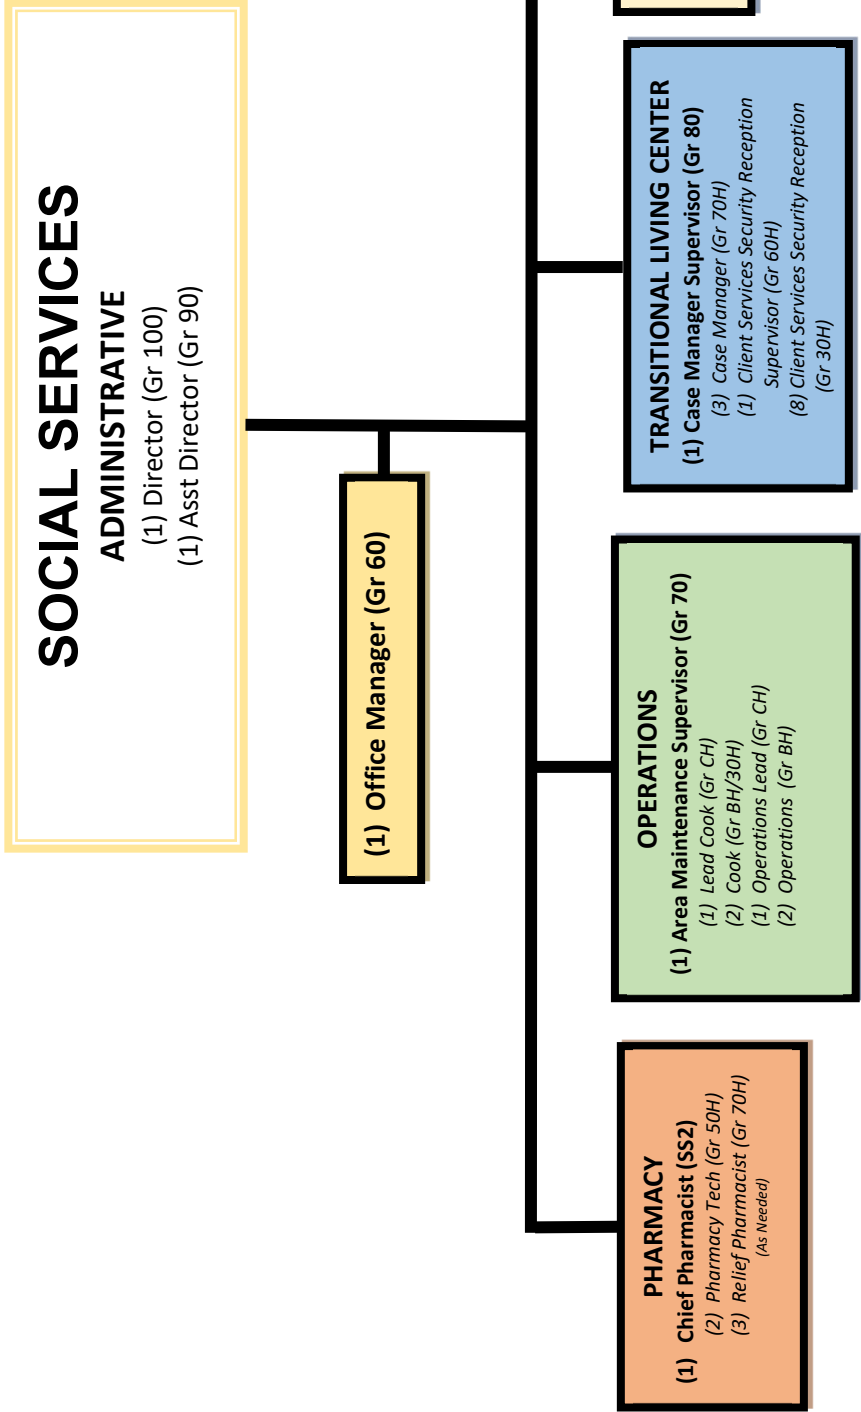 SOCIAL SERVICES
ADMINISTRATIVE
(1) Director (Gr 100)
(1) Asst Director (Gr 90)
(1) Office Manager (Gr 60)
PHARMACY
(1) Chief Pharmacist (SS2)
(2) Pharmacy Tech (Gr 50H)
(3) Relief Pharmacist (Gr 70H)
(As Needed)
OPERATIONS
(1) Area Maintenance Supervisor (Gr 70)
(1) Lead Cook (Gr CH)
(2) Cook (Gr BH/30H)
(1) Operations Lead (Gr CH)
(2) Operations (Gr BH)
TRANSITIONAL LIVING CENTER
(1) Case Manager Supervisor (Gr 80)
(3) Case Manager (Gr 70H)
(1) Client Services Security Reception
Supervisor (Gr 60H)
(8) Client Services Security Reception
(Gr 30H)